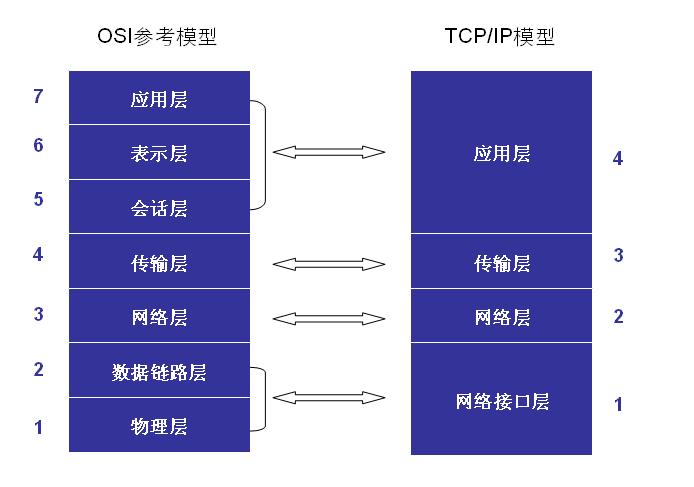 OSI参考模型 TCP/IP模型
7 应用层
6 表示层 应用层 4
5 会话层
4 传输层 传输层 3
3 网络层 网络层 2
2 数据链路层
网络接口层 1
1 物理层